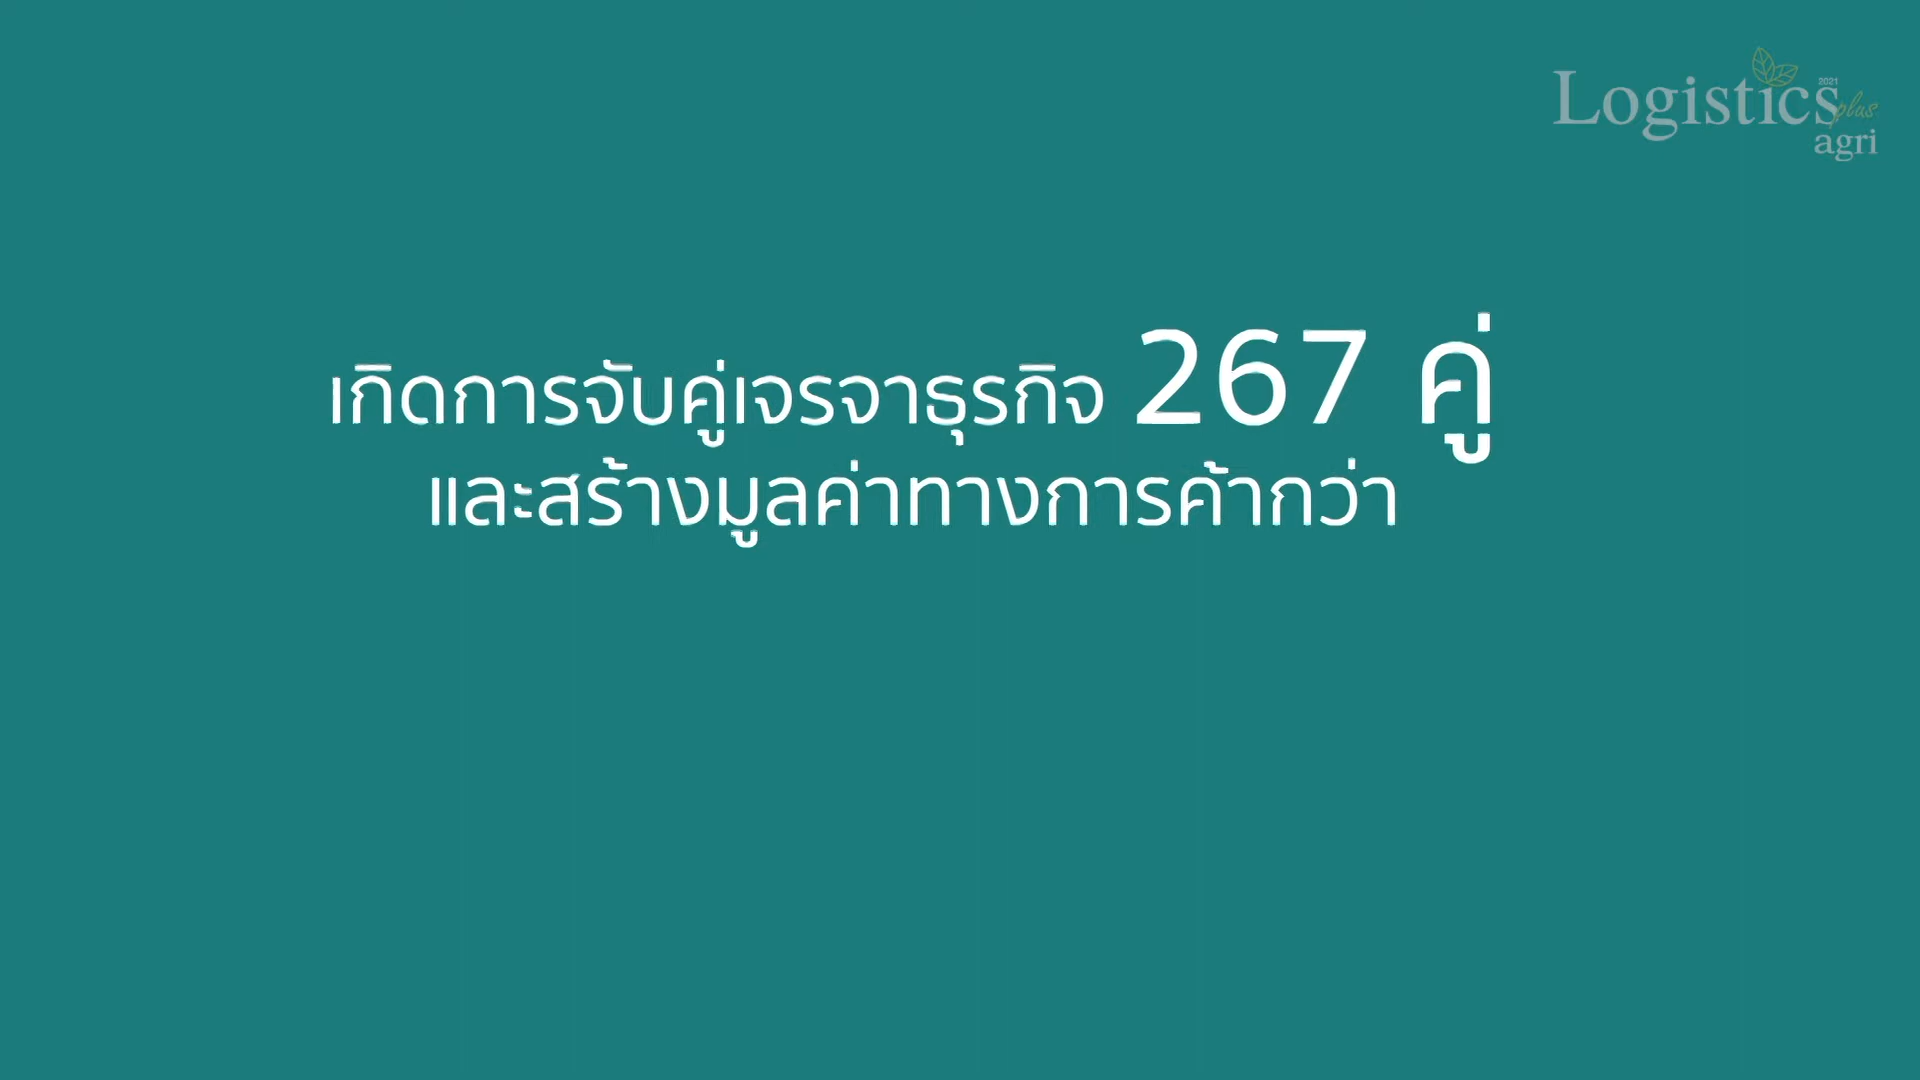 Logistics 2021 plus
agri
เกิดการจับคู่เจรจาธุรกิจ 267 คู่
และสร้างมูลค่าทางการค้ากว่า